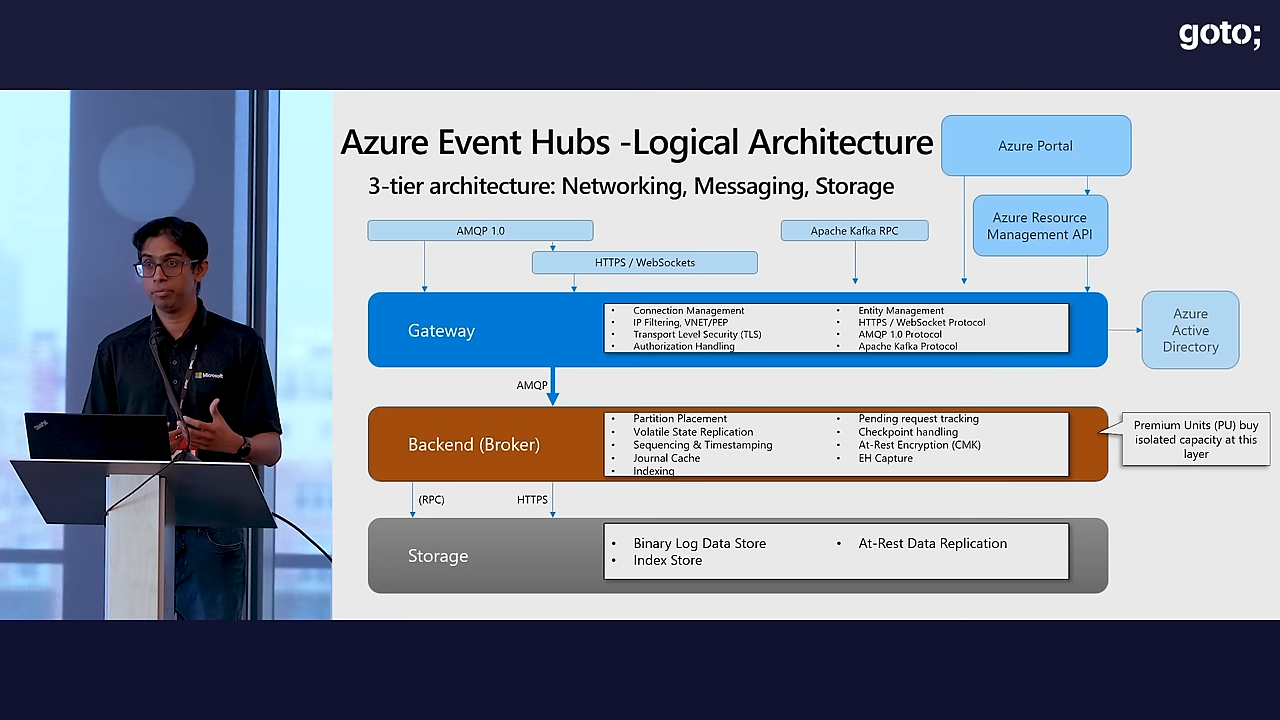 goto;
Azure Event Hubs -Logical Architecture
3-tier architecture: Networking, Messaging, Storage
Azure Portal
Azure Resource
Management API
AMQP 1.0
HTTPS / WebSockets
Apache Kafka RPC
Gateway
• Connection Management
• IP Filtering, VNET/PEP
• Transport Level Security (TLS)
• Authorization Handling
• Entity Management
• HTTPS / WebSocket Protocol
• AMQP 1.0 Protocol
• Apache Kafka Protocol
Azure
Active
Directory
AMQP
Backend (Broker)
• Partition Placement
• Volatile State Replication
• Sequencing & Timestamping
• Journal Cache
• Indexing
• Pending request tracking
• Checkpoint handling
• At-Rest Encryption (CMK)
• EH Capture
Premium Units (PU) buy
isolated capacity at this
layer
(RPC)
HTTPS
Storage
• Binary Log Data Store
• Index Store
• At-Rest Data Replication
Microsoft
ThinkPad